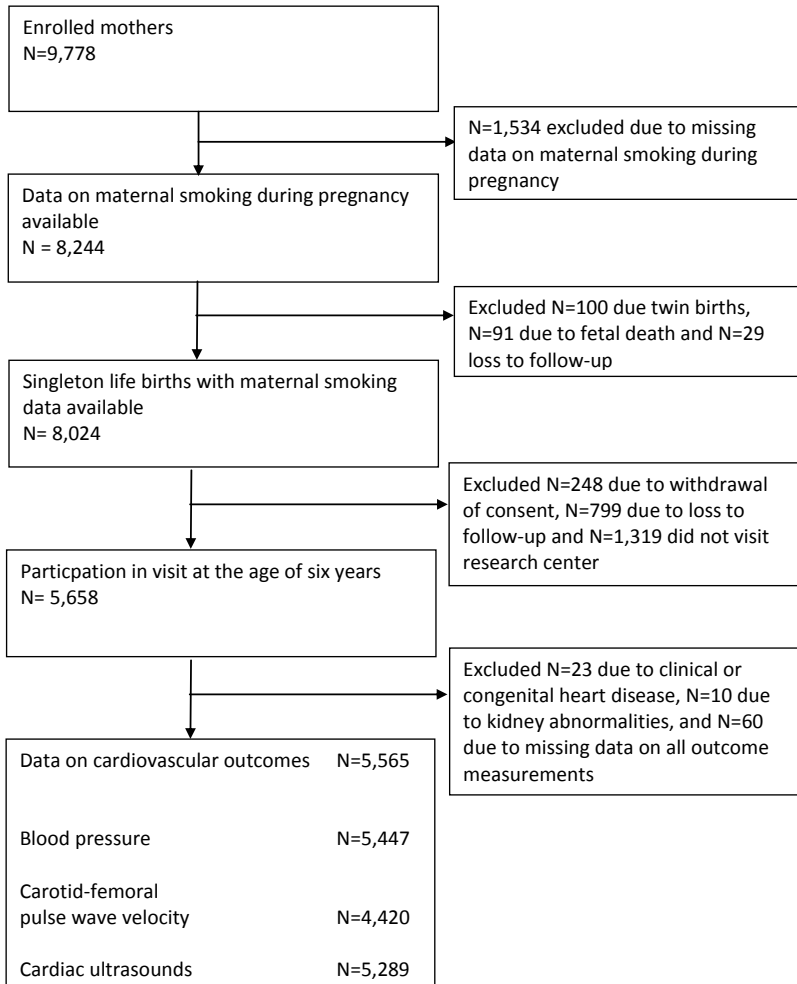 Enrolled mothers
N=9,778
N=1,534 excluded due to missing
data on maternal smoking during
pregnancy
Data on maternal smoking during pregnancy
available
N = 8,244
Excluded N=100 due twin births,
N=91 due to fetal death and N=29
loss to follow-up
Singleton life births with maternal smoking
data available
N= 8,024
Excluded N=248 due to withdrawal
of consent, N=799 due to loss to
follow-up and N=1,319 did not visit
research center
Particpation in visit at the age of six years
N= 5,658
Excluded N=23 due to clinical or
congenital heart disease, N=10 due
to kidney abnormalities, and N=60
due to missing data on all outcome
measurements
Data on cardiovascular outcomes N=5,565
Blood pressure N=5,447
Carotid-femoral
pulse wave velocity N=4,420
Cardiac ultrasounds N=5,289